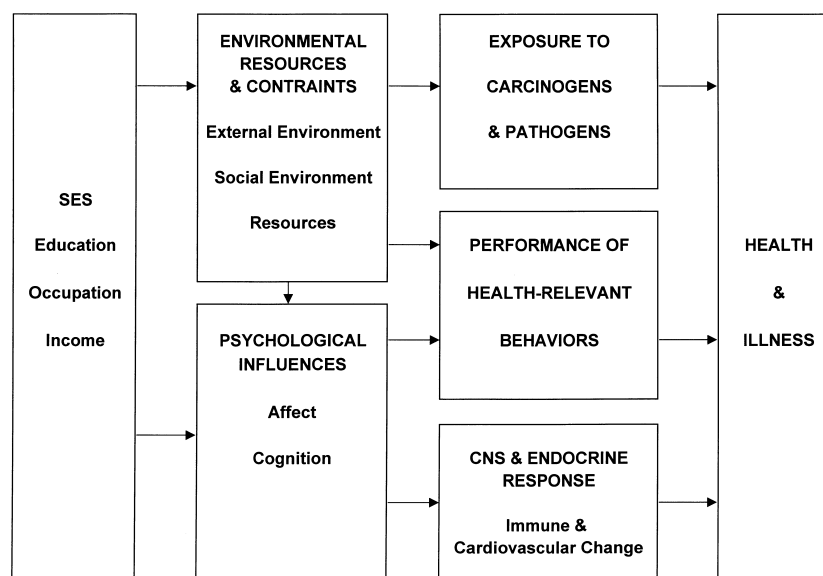 SES
Education
Occupation
Income
ENVIRONMENTAL
RESOURCES
& CONTRAINTS
External Environment
Social Environment
Resources
PSYCHOLOGICAL
INFLUENCES
Affect
Cognition
EXPOSURE TO
CARCINOGENS
& PATHOGENS
PERFORMANCE OF
HEALTH-RELEVANT
BEHAVIORS
CNS & ENDOCRINE
RESPONSE
Immune &
Cardiovascular Change
HEALTH
&
ILLNESS